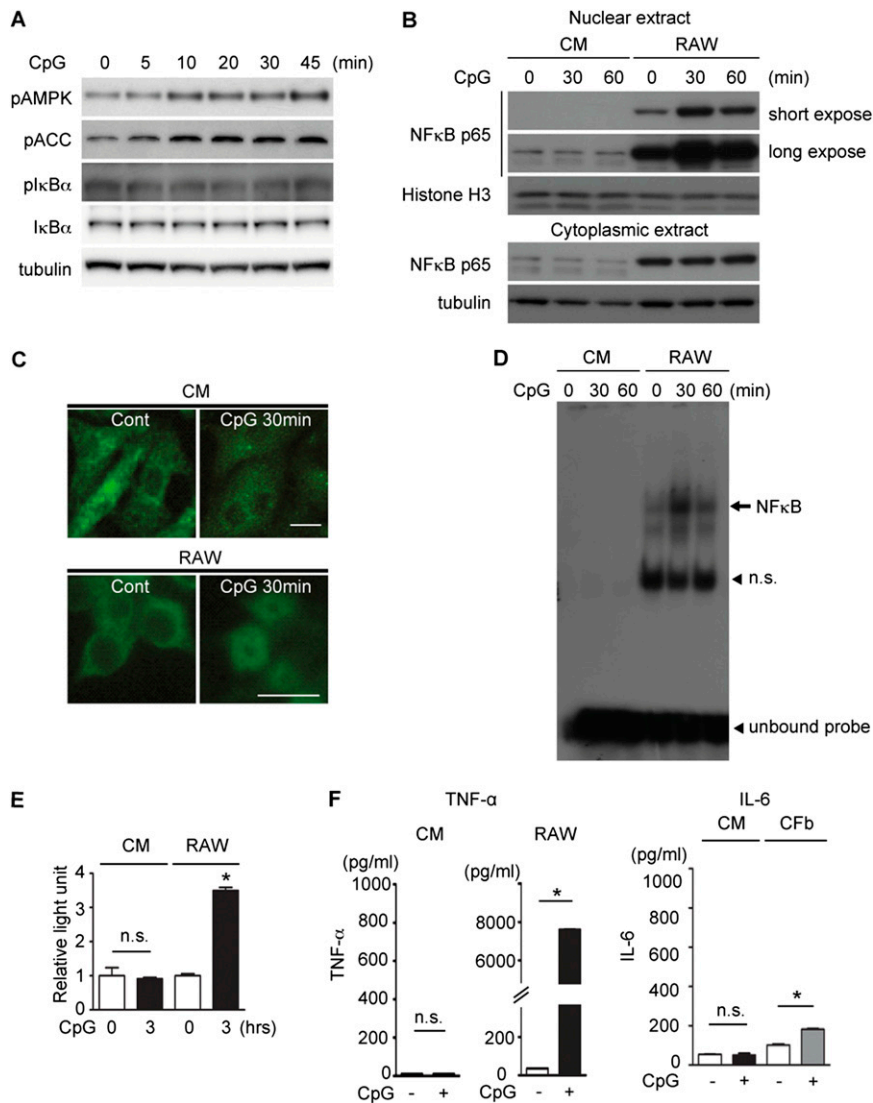 A
CpG 0 5 10 20 30 45 (min)
pAMPK
pACC
pIκBα
IκBα
tubulin
B
Nuclear extract
CM RAW
CpG 0 30 60 0 30 60 (min)
NFκB p65
short expose
long expose
Histone H3
Cytoplasmic extract
NFκB p65
tubulin
C
CM
Cont CpG 30min
RAW
Cont CpG 30min
D
CM RAW
CpG 0 30 60 0 30 60 (min)
NFκB
n.s.
unbound probe
E
CM RAW
Relative light unit
4
3
2
1
0
n.s.
*
CpG 0 3 0 3 (hrs)
F
TNF-α
CM
(pg/ml)
TNF-α
1000
800
600
400
200
0
n.s.
CpG - +
RAW
(pg/ml)
8000
6000
400
200
0
*
CpG - +
IL-6
CM CFb
(pg/ml)
IL-6
1000
800
600
400
200
0
n.s.
*
CpG - + - +